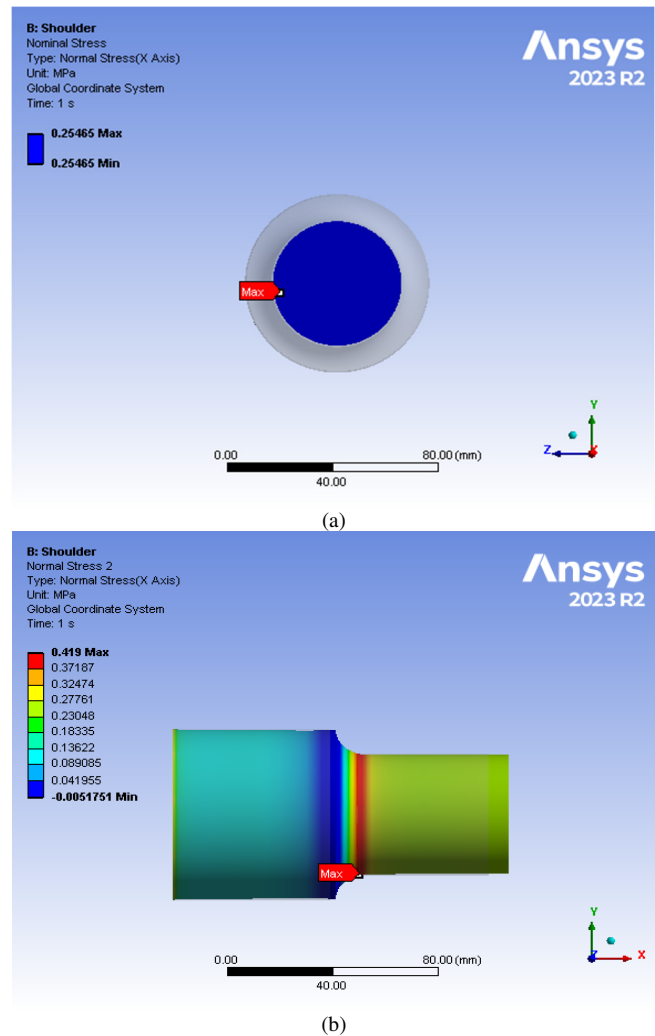 B: Shoulder
Nominal Stress
Type: Normal Stress(X Axis)
Unit: MPa
Global Coordinate System
Time: 1 s
Ansys
2023 R2
0.25465 Max
0.25465 Min
Max
Y
Z
X
0.00
80.00 (mm)
40.00
(a)
B: Shoulder
Normal Stress 2
Type: Normal Stress(X Axis)
Unit: MPa
Global Coordinate System
Time: 1 s
Ansys
2023 R2
0.419 Max
0.37187
0.32474
0.27761
0.23048
0.18335
0.13622
0.089085
0.041955
-0.0051751 Min
Max
Y
Z
X
0.00
80.00 (mm)
40.00
(b)